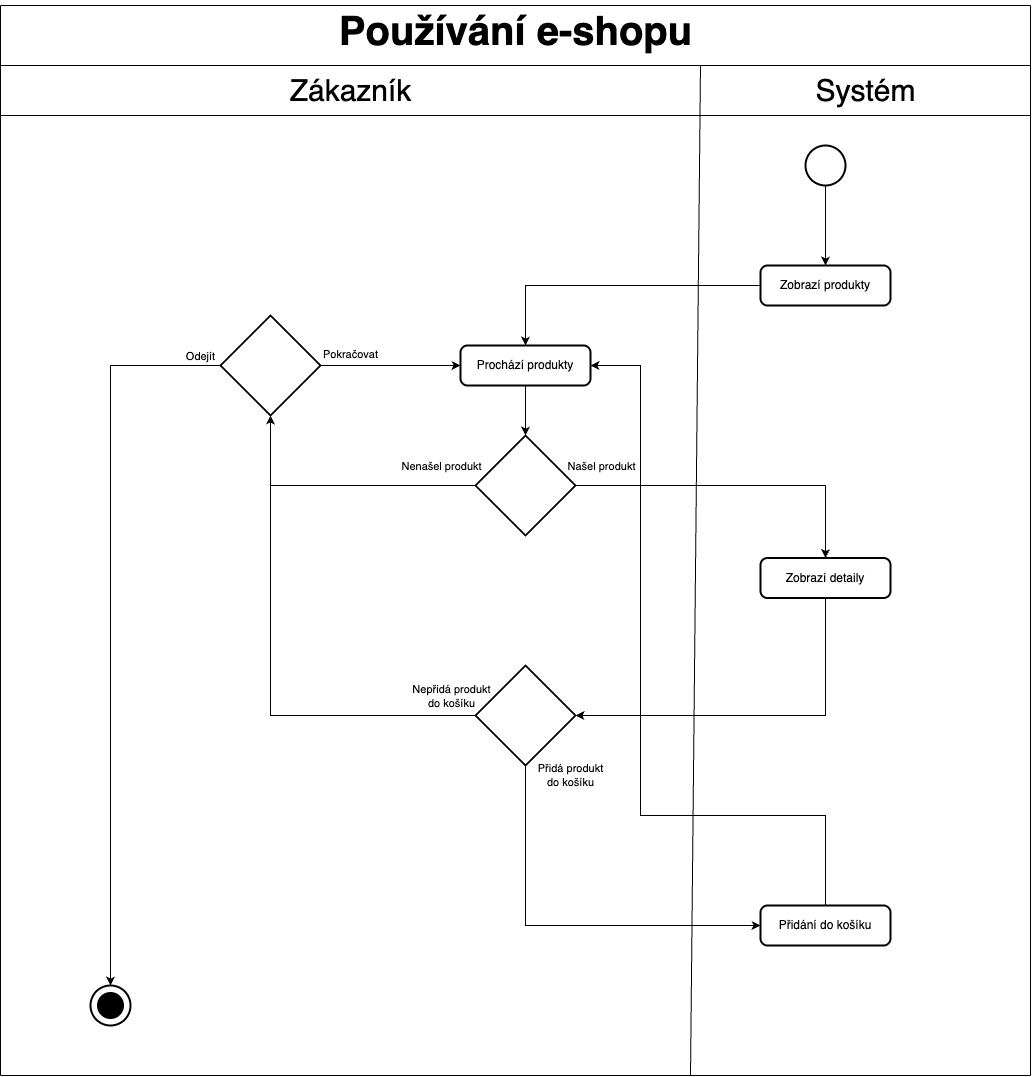 Používání e-shopu
Zákazník
Systém
Zobrazí produkty
Odejít
Pokračovat
Prochází produkty
Nenašel produkt
Našel produkt
Zobrazí detaily
Nepřidá produkt
do košíku
Přidá produkt
do košíku
Přidání do košíku